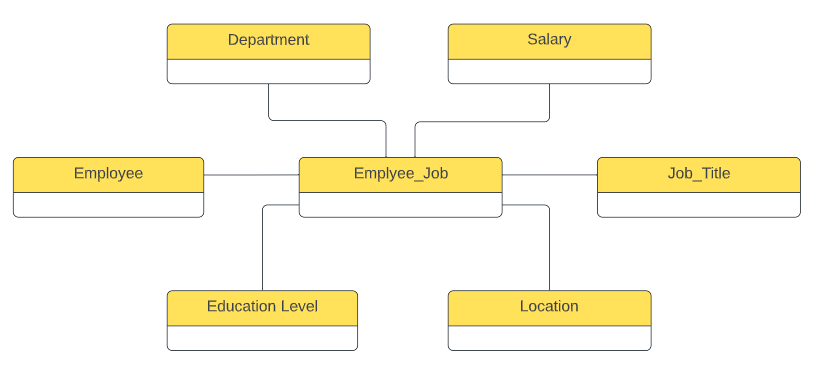 Department
Salary
Employee
Emplyee_Job
Job_Title
Education Level
Location